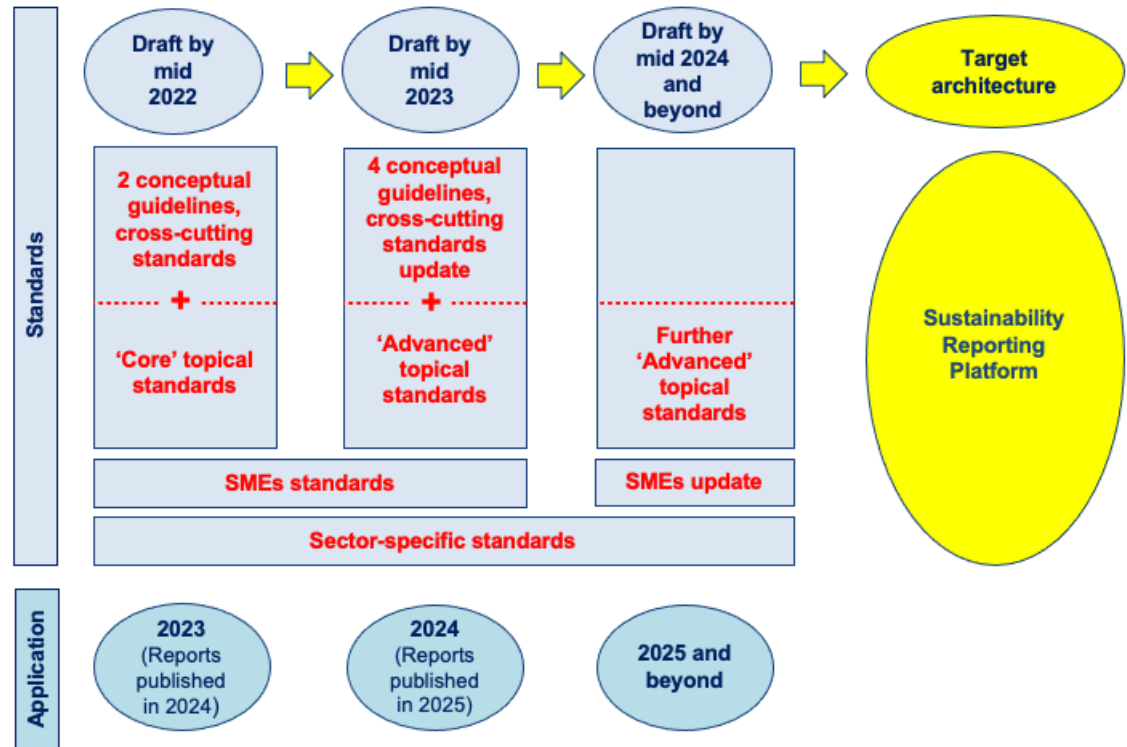 Standards
Draft by
mid
2022
Draft by
mid
2023
Draft by
mid 2024
and
beyond
Target
architecture
2 conceptual
guidelines,
cross-cutting
standards
+
‘Core’ topical
standards
4 conceptual
guidelines,
cross-cutting
standards
update
+
‘Advanced’
topical
standards
Further
‘Advanced’
topical
standards
Sustainability
Reporting
Platform
SMEs standards
SMEs update
Sector-specific standards
Application
2023
(Reports
published
in 2024)
2024
(Reports
published
in 2025)
2025 and
beyond